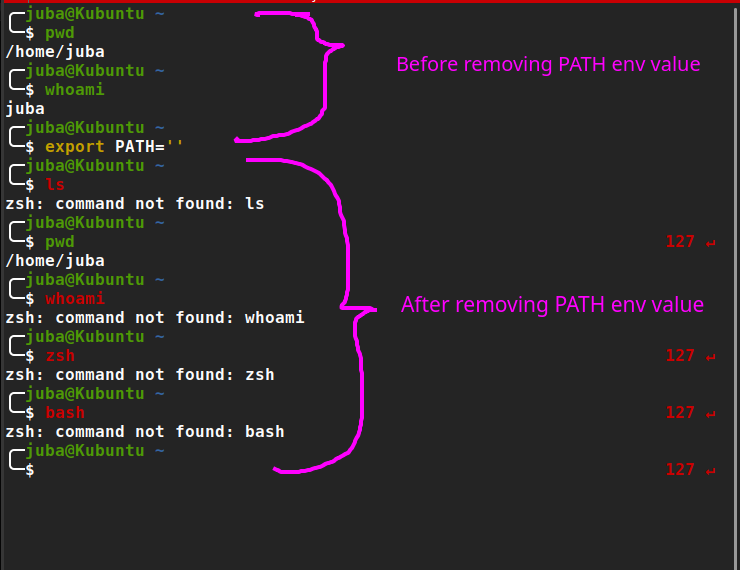 juba@Kubuntu ~
$ pwd
/home/juba
juba@Kubuntu ~
$ whoami
juba
juba@Kubuntu ~
$ export PATH=''
juba@Kubuntu ~
$ ls
zsh: command not found: ls
juba@Kubuntu ~
$ pwd 127 ↵
/home/juba
juba@Kubuntu ~
$ whoami
zsh: command not found: whoami
juba@Kubuntu ~
$ zsh 127 ↵
zsh: command not found: zsh
juba@Kubuntu ~
$ bash 127 ↵
zsh: command not found: bash
juba@Kubuntu ~
$ 127 ↵
Before removing PATH env value
After removing PATH env value